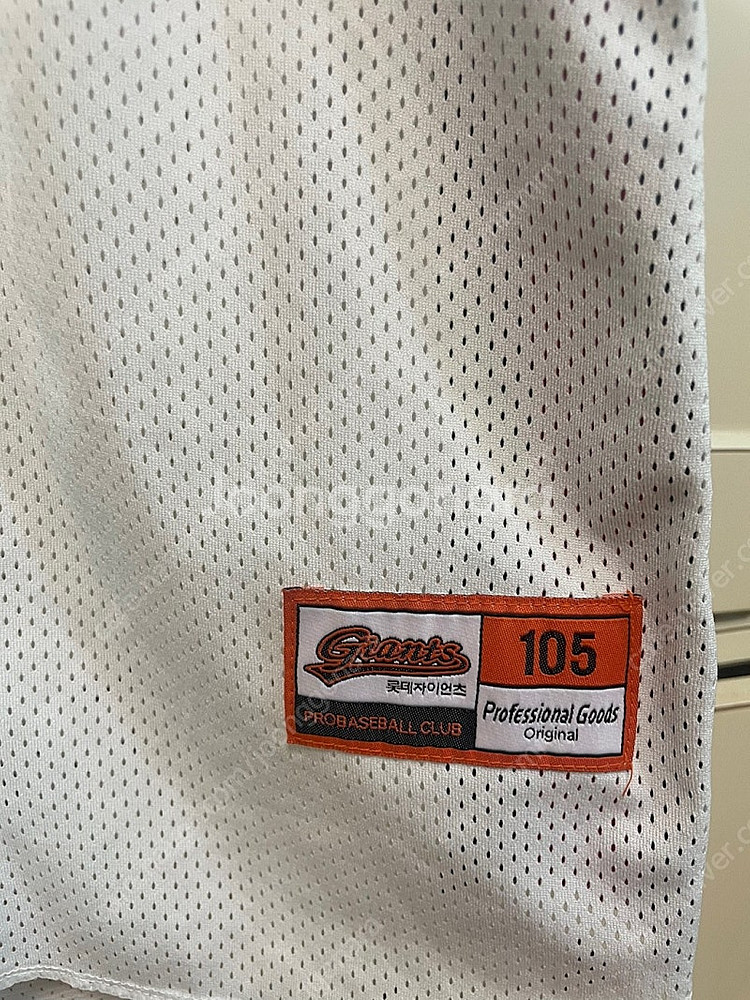 Giants
롯데자이언츠
PROBASEBALL CLUB
105
Professional Goods
Original